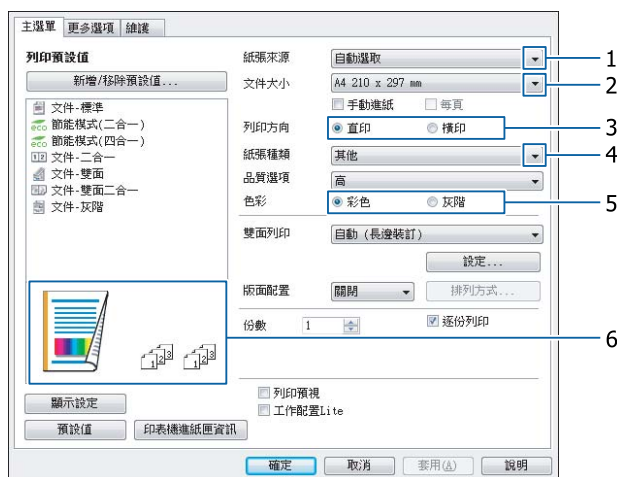 主選單 更多選項 維護
列印預設值
新增/移除預設值...
文件-標準
節能模式(二合一)
節能模式(四合一)
文件-二合一
文件-雙面
文件-雙面二合一
文件-灰階
1 2 3 1 2 3
顯示設定
預設值 印表機進紙匣資訊
紙張來源 自動選取 1
文件大小 A4 210 x 297 mm 2
手動進紙 每頁
列印方向 直印 橫印 3
紙張種類 其他 4
品質選項 高
色彩 彩色 灰階 5
雙面列印 自動 (長邊裝訂)
設定...
版面配置 關閉 排列方式...
份數 1 逐份列印
6
列印預視
工作配置Lite
確定 取消 套用(A) 說明